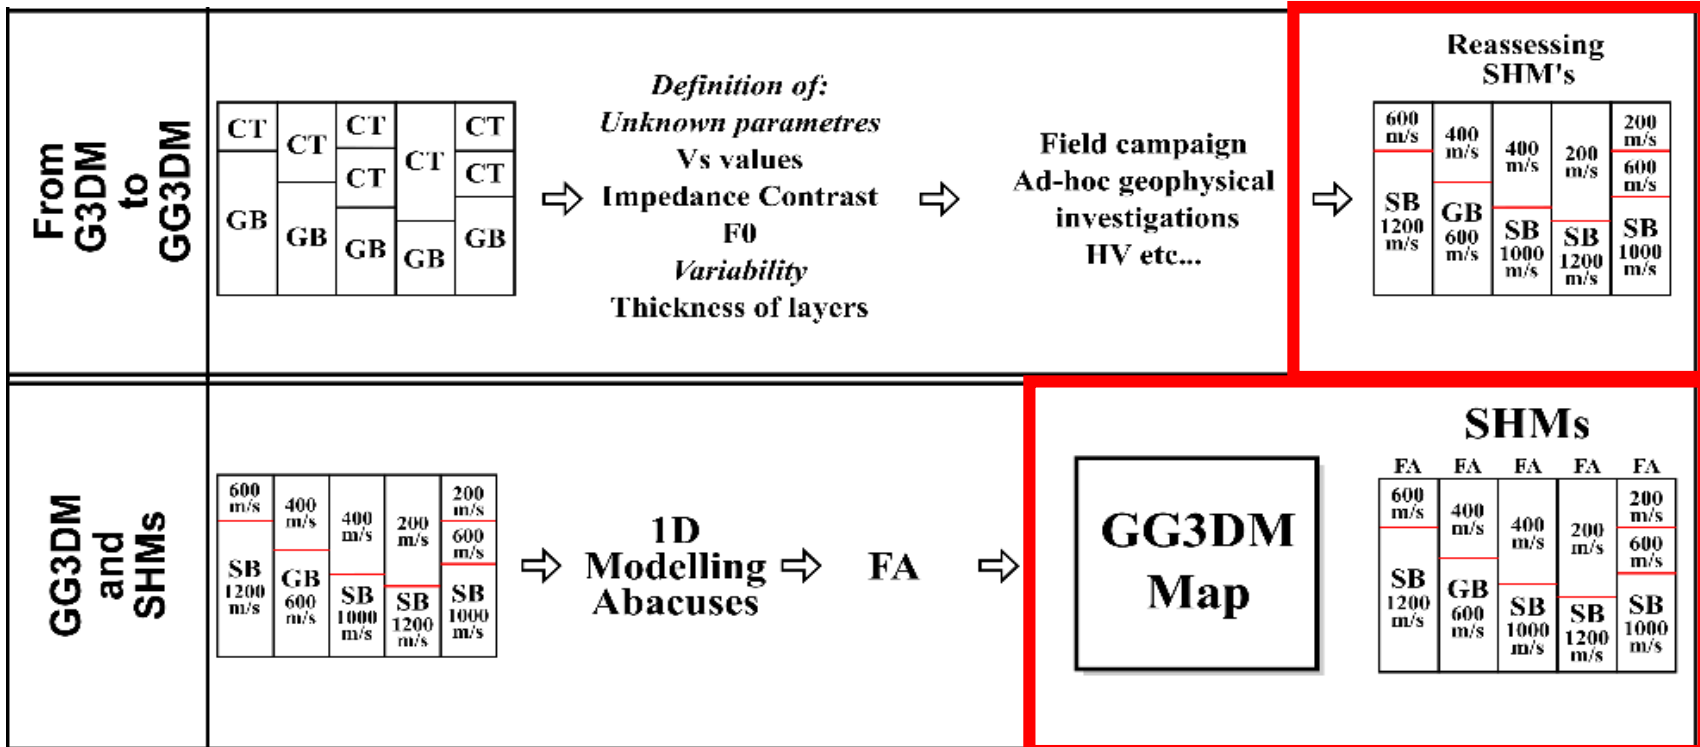 From
G3DM
to
GG3DM
CT
GB
CT
GB
CT
CT
GB
CT
GB
CT
CT
GB
Definition of:
Unknown parametres
Vs values
Impedance Contrast
F0
Variability
Thickness of layers
Field campaign
Ad-hoc geophysical
investigations
HV etc...
Reassessing
SHM's
600
m/s
SB
1200
m/s
400
m/s
GB
600
m/s
400
m/s
SB
1000
m/s
200
m/s
SB
1200
m/s
200
m/s
600
m/s
SB
1000
m/s
GG3DM
and
SHMs
600
m/s
SB
1200
m/s
400
m/s
GB
600
m/s
400
m/s
SB
1000
m/s
200
m/s
SB
1200
m/s
200
m/s
600
m/s
SB
1000
m/s
1D
Modelling
Abacuses
FA
GG3DM
Map
SHMs
FA FA FA FA FA
600
m/s
SB
1200
m/s
400
m/s
GB
600
m/s
400
m/s
SB
1000
m/s
200
m/s
SB
1200
m/s
200
m/s
600
m/s
SB
1000
m/s